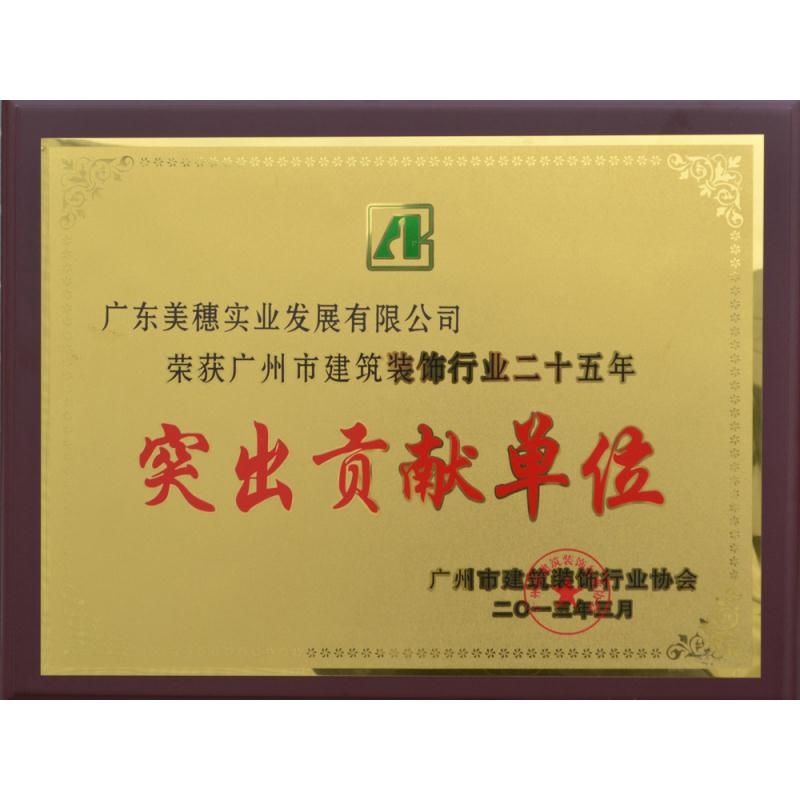 广东美穗实业发展有限公司
荣获广州市建筑装饰行业二十五年
突出贡献单位
广州市建筑装饰行业协会
二〇一三年三月